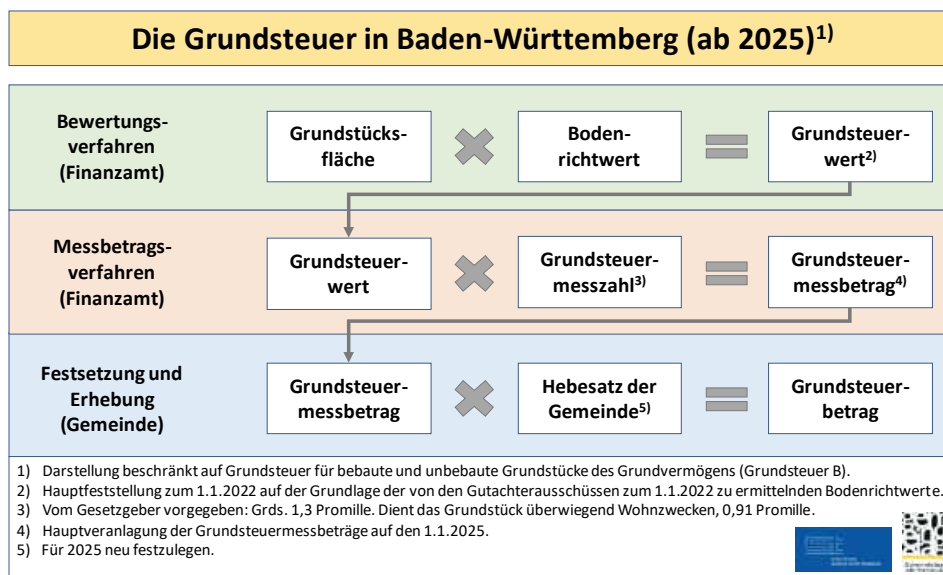 Die Grundsteuer in Baden-Württemberg (ab 2025)1)
Bewertungs-
verfahren
(Finanzamt)
Grundstücks-
fläche
Boden-
richtwert
Grundsteuer-
wert2)
Messbetrags-
verfahren
(Finanzamt)
Grundsteuer-
wert
Grundsteuer-
messzahl3)
Grundsteuer-
messbetrag4)
Festsetzung und
Erhebung
(Gemeinde)
Grundsteuer-
messbetrag
Hebesatz der
Gemeinde5)
Grundsteuer-
betrag
1) Darstellung beschränkt auf Grundsteuer für bebaute und unbebaute Grundstücke des Grundvermögens (Grundsteuer B).
2) Hauptfeststellung zum 1.1.2022 auf der Grundlage der von den Gutachterausschüssen zum 1.1.2022 zu ermittelnden Bodenrichtwerte.
3) Vom Gesetzgeber vorgegeben: Grds. 1,3 Promille. Dient das Grundstück überwiegend Wohnzwecken, 0,91 Promille.
4) Hauptveranlagung der Grundsteuermessbeträge auf den 1.1.2025.
5) Für 2025 neu festzulegen.